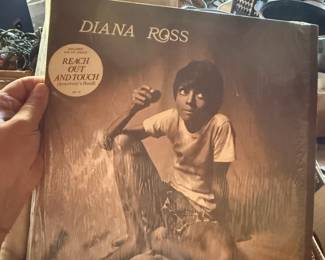 DIANA ROSS
REACH
OUT
AND TOUCH
(Somebody's Hand)